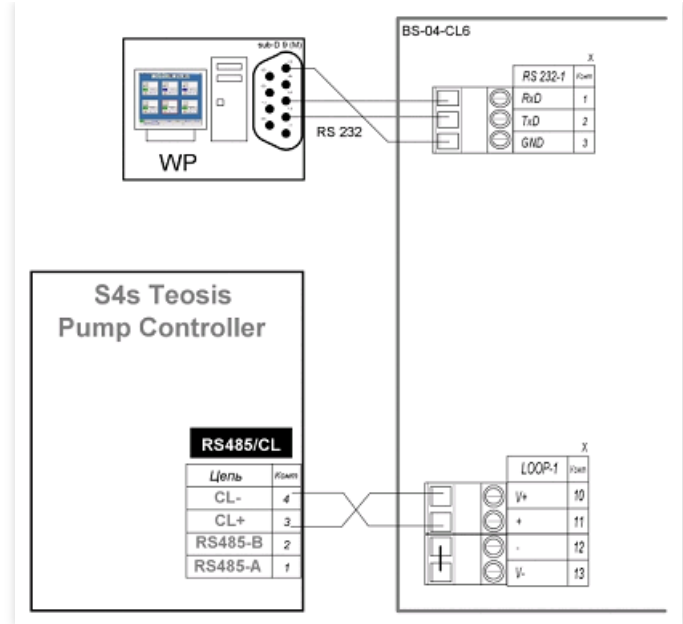 BS-04-CL6
sub-D 9 (M)
X
RS 232-1 Конт
RxD 1
TxD 2
GND 3
RS 232
WP
S4s Teosis
Pump Controller
RS485/CL
Цепь Конт
CL- 4
CL+ 3
RS485-B 2
RS485-A 1
X
LOOP-1 Конт
V+ 10
+ 11
- 12
V- 13